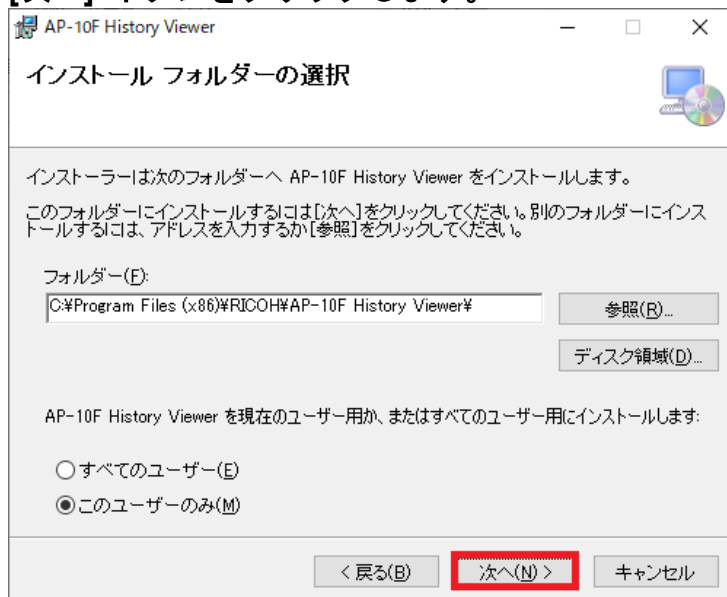 AP-10F History Viewer
インストール フォルダーの選択
インストーラーは次のフォルダーへ AP-10F History Viewer をインストールします。
このフォルダーにインストールするには[次へ]をクリックしてください。別のフォルダーにインス
トールするには、アドレスを入力するか[参照]をクリックしてください。
フォルダー(F):
C:¥Program Files (x86)¥RICOH¥AP-10F History Viewer¥
参照(R)...
ディスク領域(D)...
AP-10F History Viewer を現在のユーザー用か、またはすべてのユーザー用にインストールします:
すべてのユーザー(E)
このユーザーのみ(M)
< 戻る(B)
次へ(N) >
キャンセル